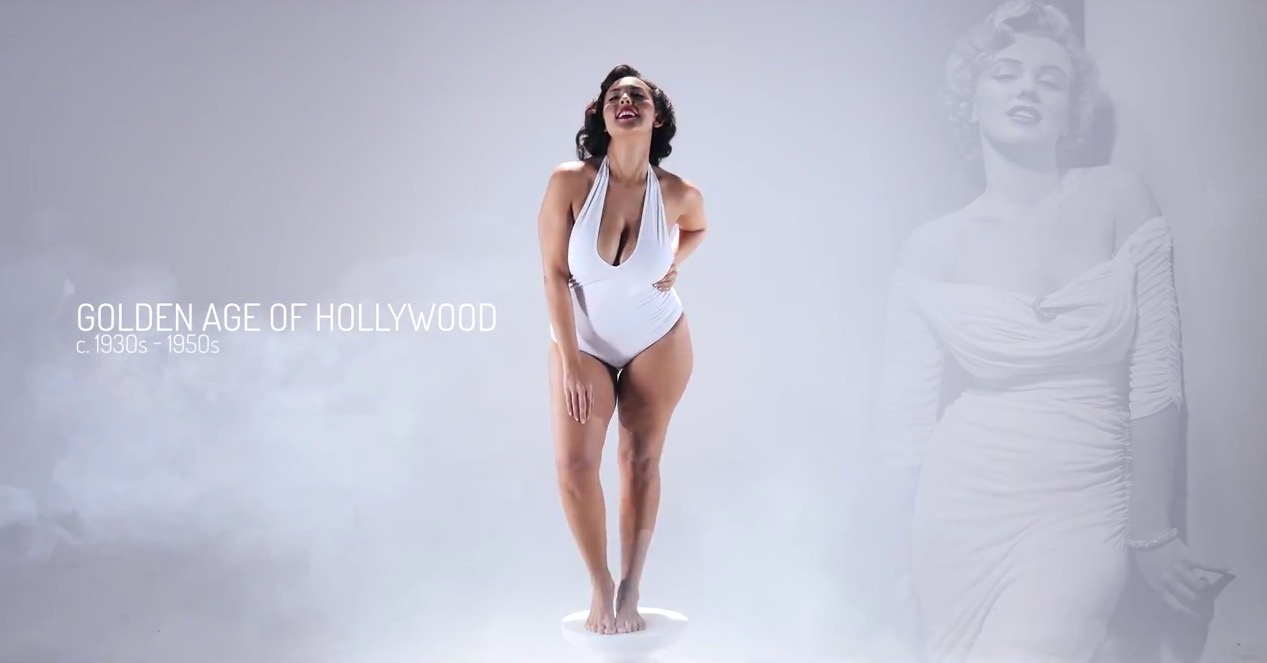 GOLDEN AGE OF HOLLYWOOD
c. 1930s - 1950s